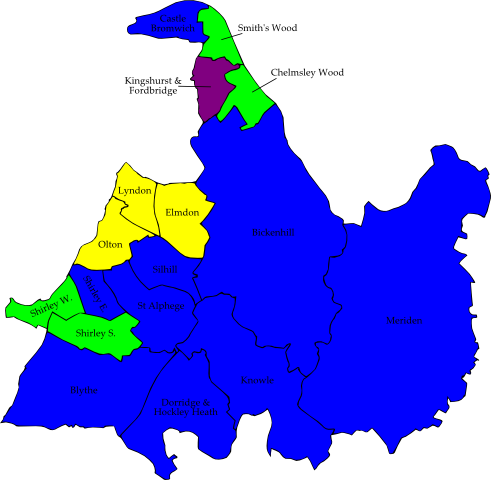 Castle
Bromwich
Smith's Wood
Chelmsley Wood
Kingshurst &
Fordbridge
Lyndon
Elmdon
Bickenhill
Olton
Silhill
Shirley E.
Shirley W.
St Alphege
Shirley S.
Meriden
Blythe
Knowle
Dorridge &
Hockley Heath